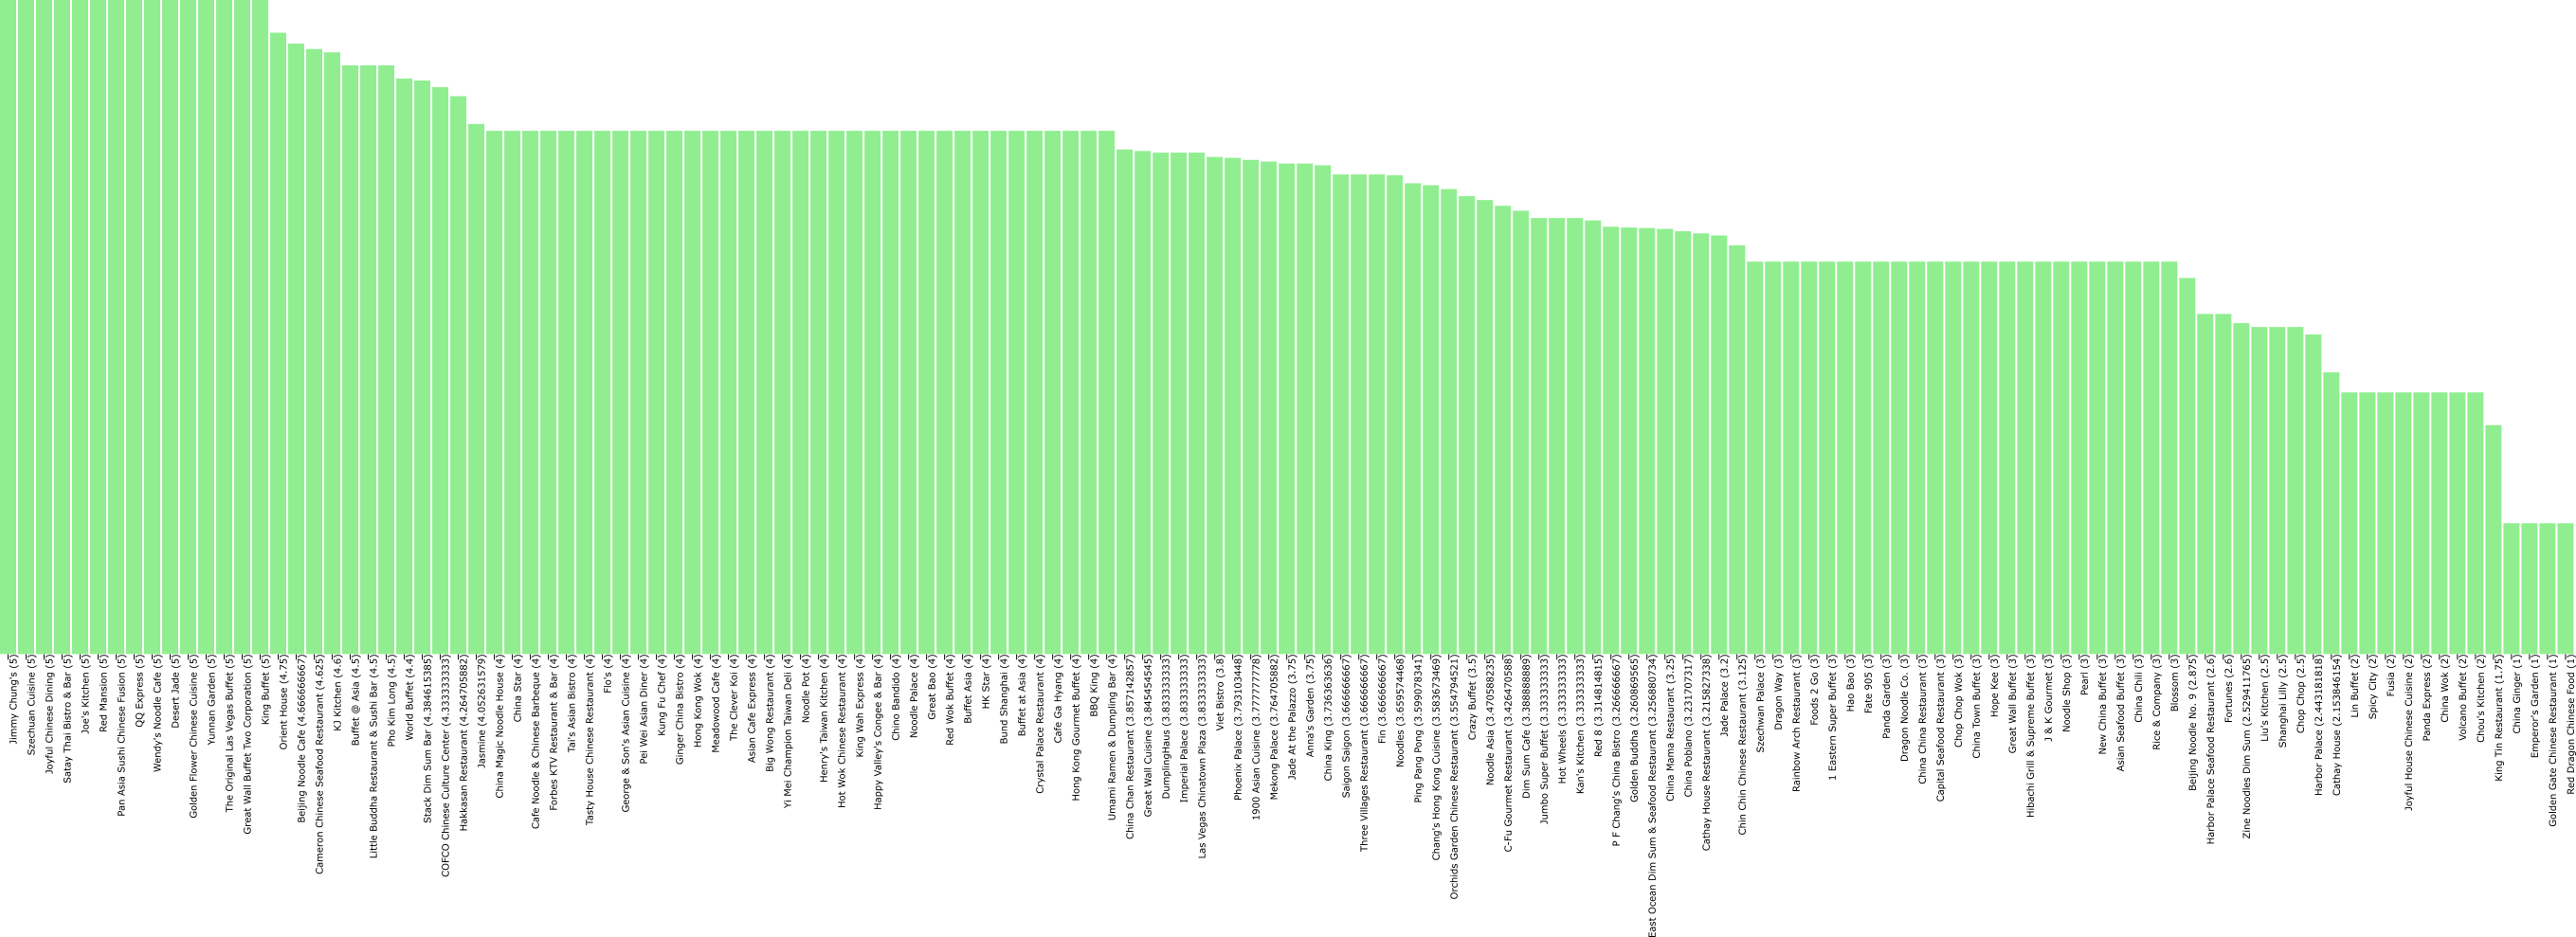 Jimmy Chung's (5)
Szechuan Cuisine (5)
Joyful Chinese Dining (5)
Satay Thai Bistro & Bar (5)
Joe's Kitchen (5)
Red Mansion (5)
Pan Asia Sushi Chinese Fusion (5)
QQ Express (5)
Wendy's Noodle Cafe (5)
Desert Jade (5)
Golden Flower Chinese Cuisine (5)
Yunnan Garden (5)
The Original Las Vegas Buffet (5)
Great Wall Buffet Two Corporation (5)
King Buffet (5)
Orient House (4.75)
Beijing Noodle Cafe (4.666666667)
Cameron Chinese Seafood Restaurant (4.625)
KJ Kitchen (4.6)
Buffet @ Asia (4.5)
Little Buddha Restaurant & Sushi Bar (4.5)
Pho Kim Long (4.5)
World Buffet (4.4)
Stack Dim Sum Bar (4.384615385)
COFCO Chinese Culture Center (4.333333333)
Hakkasan Restaurant (4.264705882)
Jasmine (4.052631579)
China Magic Noodle House (4)
China Star (4)
Cafe Noodle & Chinese Barbeque (4)
Forbes KTV Restaurant & Bar (4)
Tai's Asian Bistro (4)
Tasty House Chinese Restaurant (4)
Flo's (4)
George & Son's Asian Cuisine (4)
Pei Wei Asian Diner (4)
Kung Fu Chef (4)
Ginger China Bistro (4)
Hong Kong Wok (4)
Meadowood Cafe (4)
The Clever Koi (4)
Asian Cafe Express (4)
Big Wong Restaurant (4)
Yi Mei Champion Taiwan Deli (4)
Noodle Pot (4)
Henry's Taiwan Kitchen (4)
Hot Wok Chinese Restaurant (4)
King Wah Express (4)
Happy Valley's Congee & Bar (4)
Chino Bandido (4)
Noodle Palace (4)
Great Bao (4)
Red Wok Buffet (4)
Buffet Asia (4)
HK Star (4)
Bund Shanghai (4)
Buffet at Asia (4)
Crystal Palace Restaurant (4)
Cafe Ga Hyang (4)
Hong Kong Gourmet Buffet (4)
BBQ King (4)
Umami Ramen & Dumpling Bar (4)
China Chan Restaurant (3.857142857)
Great Wall Cuisine (3.845454545)
DumplingHaus (3.833333333)
Imperial Palace (3.833333333)
Las Vegas Chinatown Plaza (3.833333333)
Viet Bistro (3.8)
Phoenix Palace (3.793103448)
1900 Asian Cuisine (3.777777778)
Mekong Palace (3.764705882)
Jade At the Palazzo (3.75)
Anna's Garden (3.75)
China King (3.736363636)
Saigon Saigon (3.666666667)
Three Villages Restaurant (3.666666667)
Fin (3.666666667)
Noodles (3.659574468)
Ping Pang Pong (3.599078341)
Chang's Hong Kong Cuisine (3.583673469)
Orchids Garden Chinese Restaurant (3.554794521)
Crazy Buffet (3.5)
Noodle Asia (3.470588235)
C-Fu Gourmet Restaurant (3.426470588)
Dim Sum Cafe (3.388888889)
Jumbo Super Buffet (3.333333333)
Hot Wheels (3.333333333)
Kan's Kitchen (3.333333333)
Red 8 (3.314814815)
P F Chang's China Bistro (3.266666667)
Golden Buddha (3.260869565)
East Ocean Dim Sum & Seafood Restaurant (3.256880734)
China Mama Restaurant (3.25)
China Poblano (3.231707317)
Cathay House Restaurant (3.215827338)
Jade Palace (3.2)
Chin Chin Chinese Restaurant (3.125)
Szechwan Palace (3)
Dragon Way (3)
Rainbow Arch Restaurant (3)
Foods 2 Go (3)
1 Eastern Super Buffet (3)
Hao Bao (3)
Fate 905 (3)
Panda Garden (3)
Dragon Noodle Co. (3)
China China Restaurant (3)
Capital Seafood Restaurant (3)
Chop Chop Wok (3)
China Town Buffet (3)
Hope Kee (3)
Great Wall Buffet (3)
Hibachi Grill & Supreme Buffet (3)
J & K Gourmet (3)
Noodle Shop (3)
Pearl (3)
New China Buffet (3)
Asian Seafood Buffet (3)
China Chili (3)
Rice & Company (3)
Blossom (3)
Beijing Noodle No. 9 (2.875)
Harbor Palace Seafood Restaurant (2.6)
Fortunes (2.6)
Zine Noodles Dim Sum (2.529411765)
Liu's Kitchen (2.5)
Shanghai Lilly (2.5)
Chop Chop (2.5)
Harbor Palace (2.443181818)
Cathay House (2.153846154)
Lin Buffet (2)
Spicy City (2)
Fusia (2)
Joyful House Chinese Cuisine (2)
Panda Express (2)
China Wok (2)
Volcano Buffet (2)
Chou's Kitchen (2)
King Tin Restaurant (1.75)
China Ginger (1)
Emperor's Garden (1)
Golden Gate Chinese Restaurant (1)
Red Dragon Chinese Food (1)